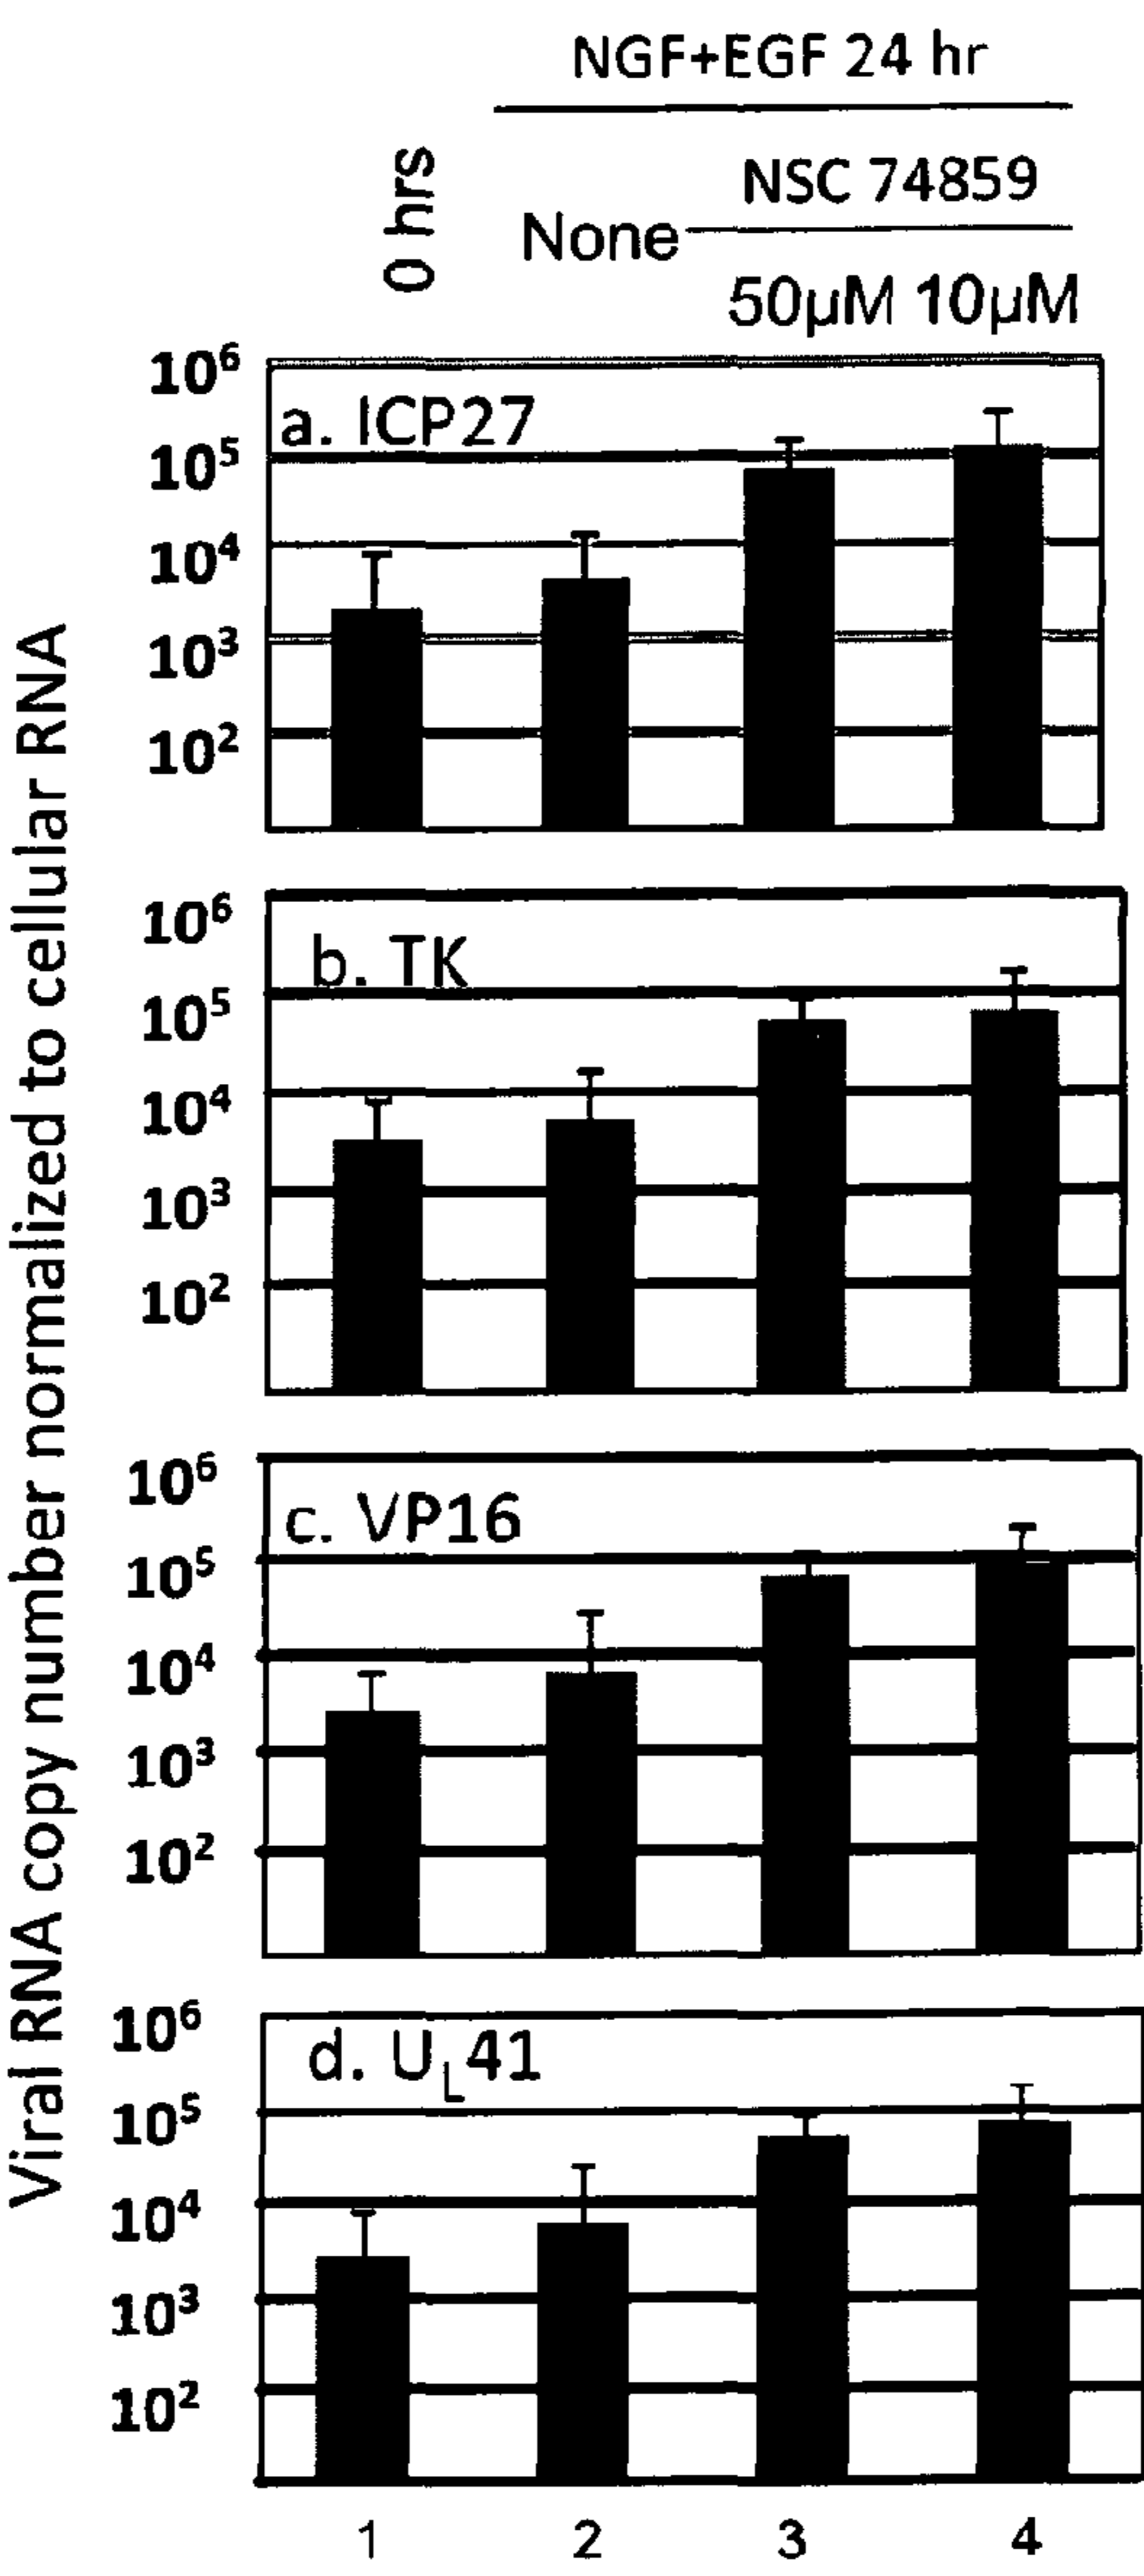 NGF+EGF 24 hr
0 hrs
NSC 74859
None
50µM 10µM
Viral RNA copy number normalized to cellular RNA
a. ICP27
10⁶
10⁵
10⁴
10³
10²
b. TK
10⁶
10⁵
10⁴
10³
10²
c. VP16
10⁶
10⁵
10⁴
10³
10²
d. U_L41
10⁶
10⁵
10⁴
10³
10²
1 2 3 4